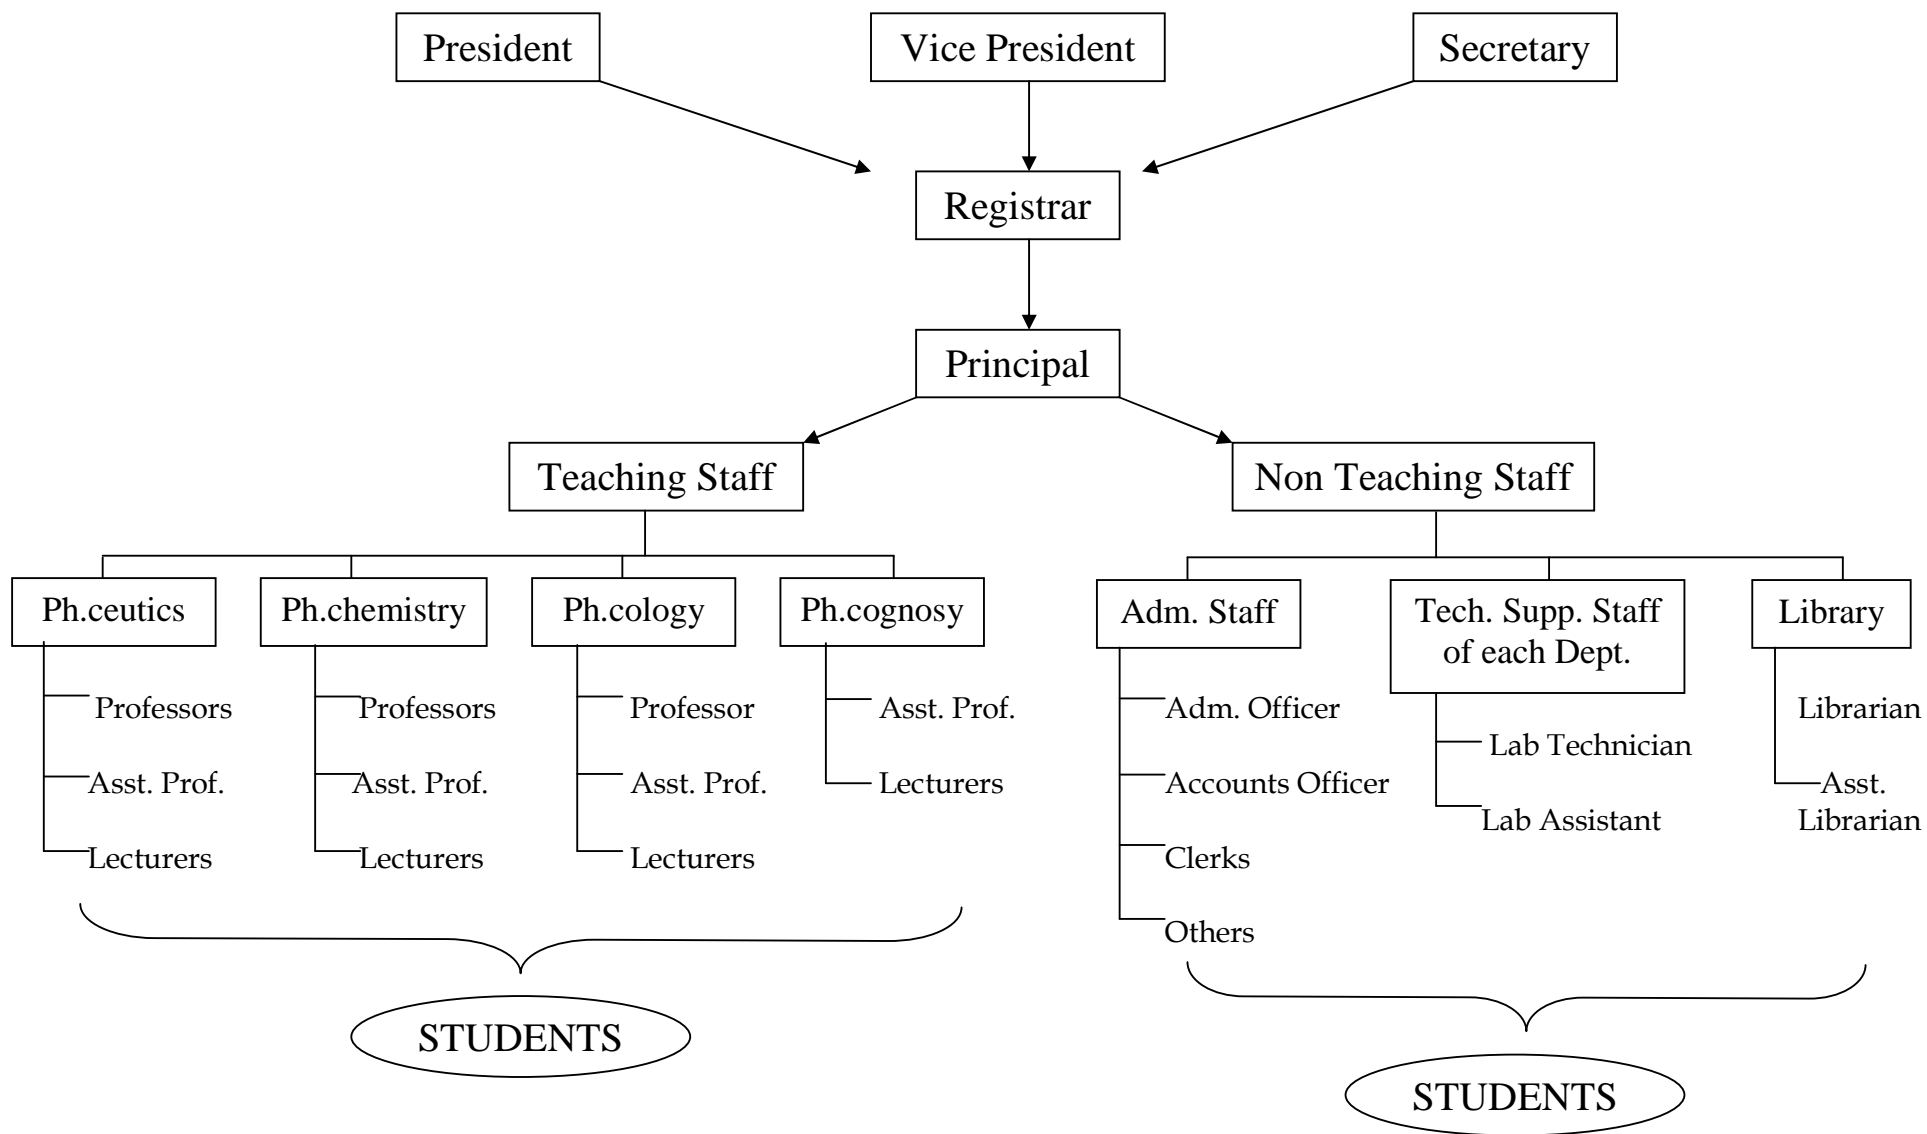 President
Vice President
Secretary
Registrar
Principal
Teaching Staff
Non Teaching Staff
Ph.ceutics
Professors
Asst. Prof.
Lecturers
Ph.chemistry
Professors
Asst. Prof.
Lecturers
Ph.cology
Professor
Asst. Prof.
Lecturers
Ph.cognosy
Asst. Prof.
Lecturers
STUDENTS
Adm. Staff
Adm. Officer
Accounts Officer
Clerks
Others
Tech. Supp. Staff
of each Dept.
Lab Technician
Lab Assistant
Library
Librarian
Asst.
Librarian
STUDENTS